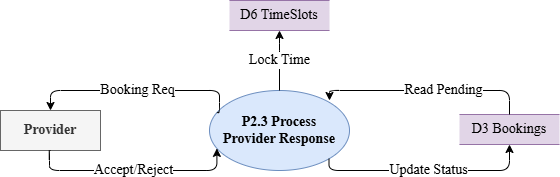 D6 TimeSlots
Lock Time
Booking Req
Read Pending
P2.3 Process
Provider Response
Provider
D3 Bookings
Accept/Reject
Update Status